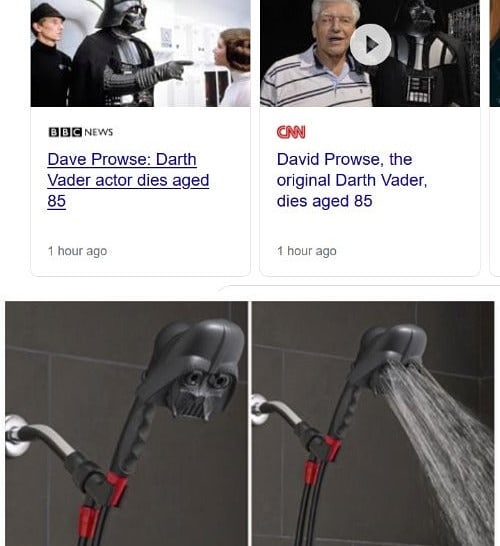 BBC NEWS
Dave Prowse: Darth
Vader actor dies aged
85
1 hour ago
CNN
David Prowse, the
original Darth Vader,
dies aged 85
1 hour ago